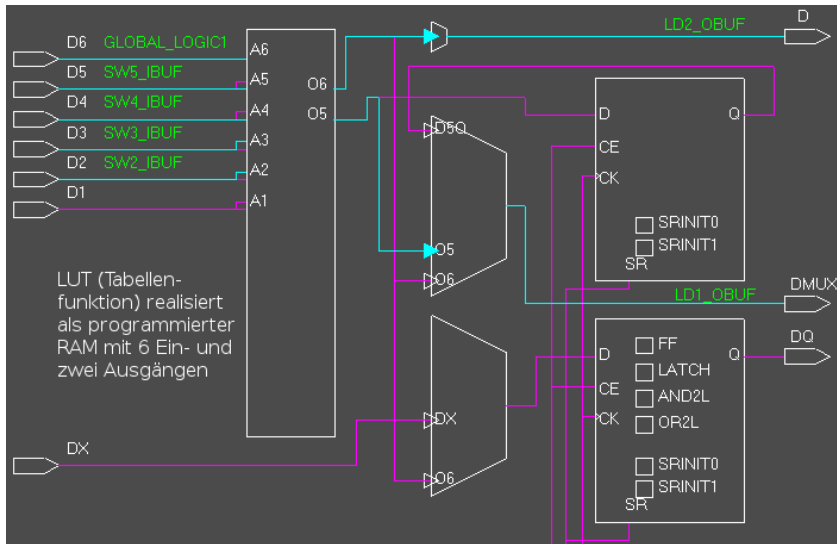 D6 GLOBAL_LOGIC1
D5 SW5_IBUF
D4 SW4_IBUF
D3 SW3_IBUF
D2 SW2_IBUF
D1
A6
A5
A4
A3
A2
A1
O6
O5
LUT (Tabellen-
funktion) realisiert
als programmierter
RAM mit 6 Ein- und
zwei Ausgängen
DX
D5Q
O5
O6
DX
O6
LD2_OBUF
D
D
Q
CE
CK
SRINIT0
SRINIT1
SR
LD1_OBUF
DMUX
D
Q
DQ
CE
CK
FF
LATCH
AND2L
OR2L
SRINIT0
SRINIT1
SR